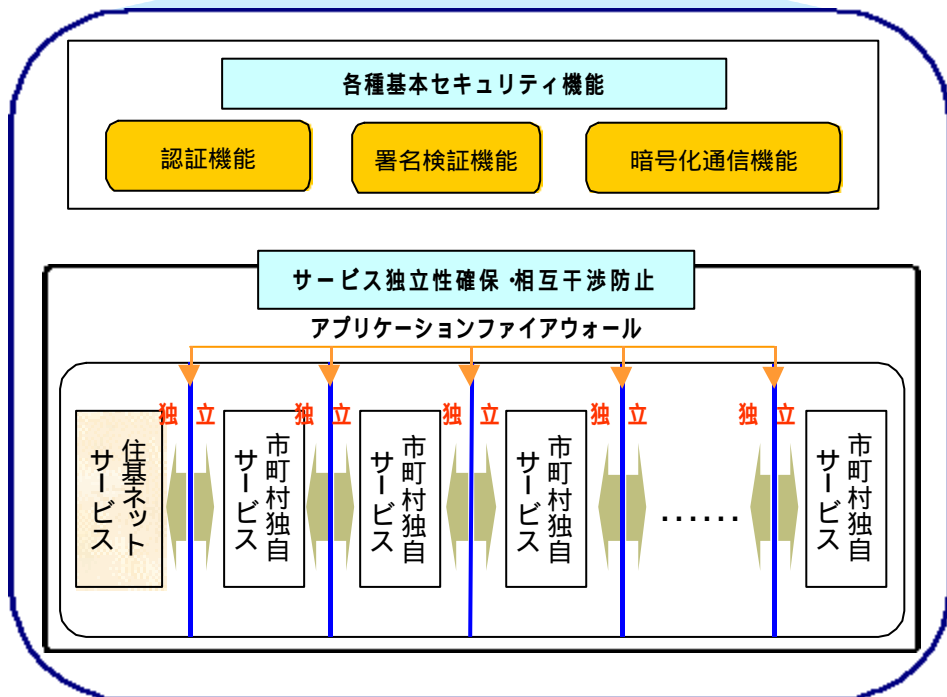 各種基本セキュリティ機能
認証機能
署名検証機能
暗号化通信機能
サービス独立性確保・相互干渉防止
アプリケーションファイアウォール
独立
独立
独立
独立
独立
住基ネット
サービス
市町村独自
サービス
市町村独自
サービス
市町村独自
サービス
……
市町村独自
サービス